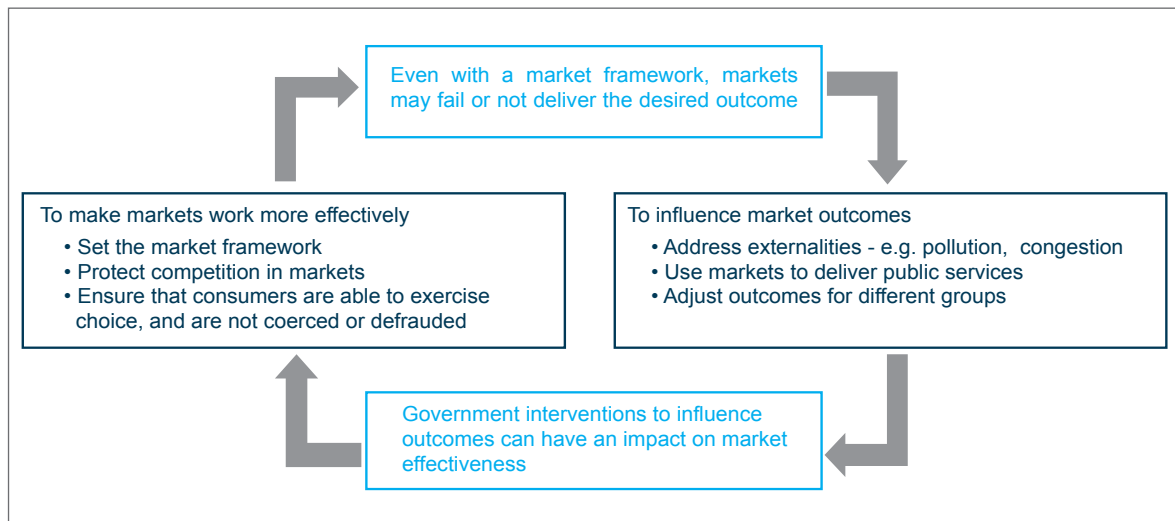 Even with a market framework, markets
may fail or not deliver the desired outcome
To make markets work more effectively
• Set the market framework
• Protect competition in markets
• Ensure that consumers are able to exercise
choice, and are not coerced or defrauded
To influence market outcomes
• Address externalities - e.g. pollution, congestion
• Use markets to deliver public services
• Adjust outcomes for different groups
Government interventions to influence
outcomes can have an impact on market
effectiveness